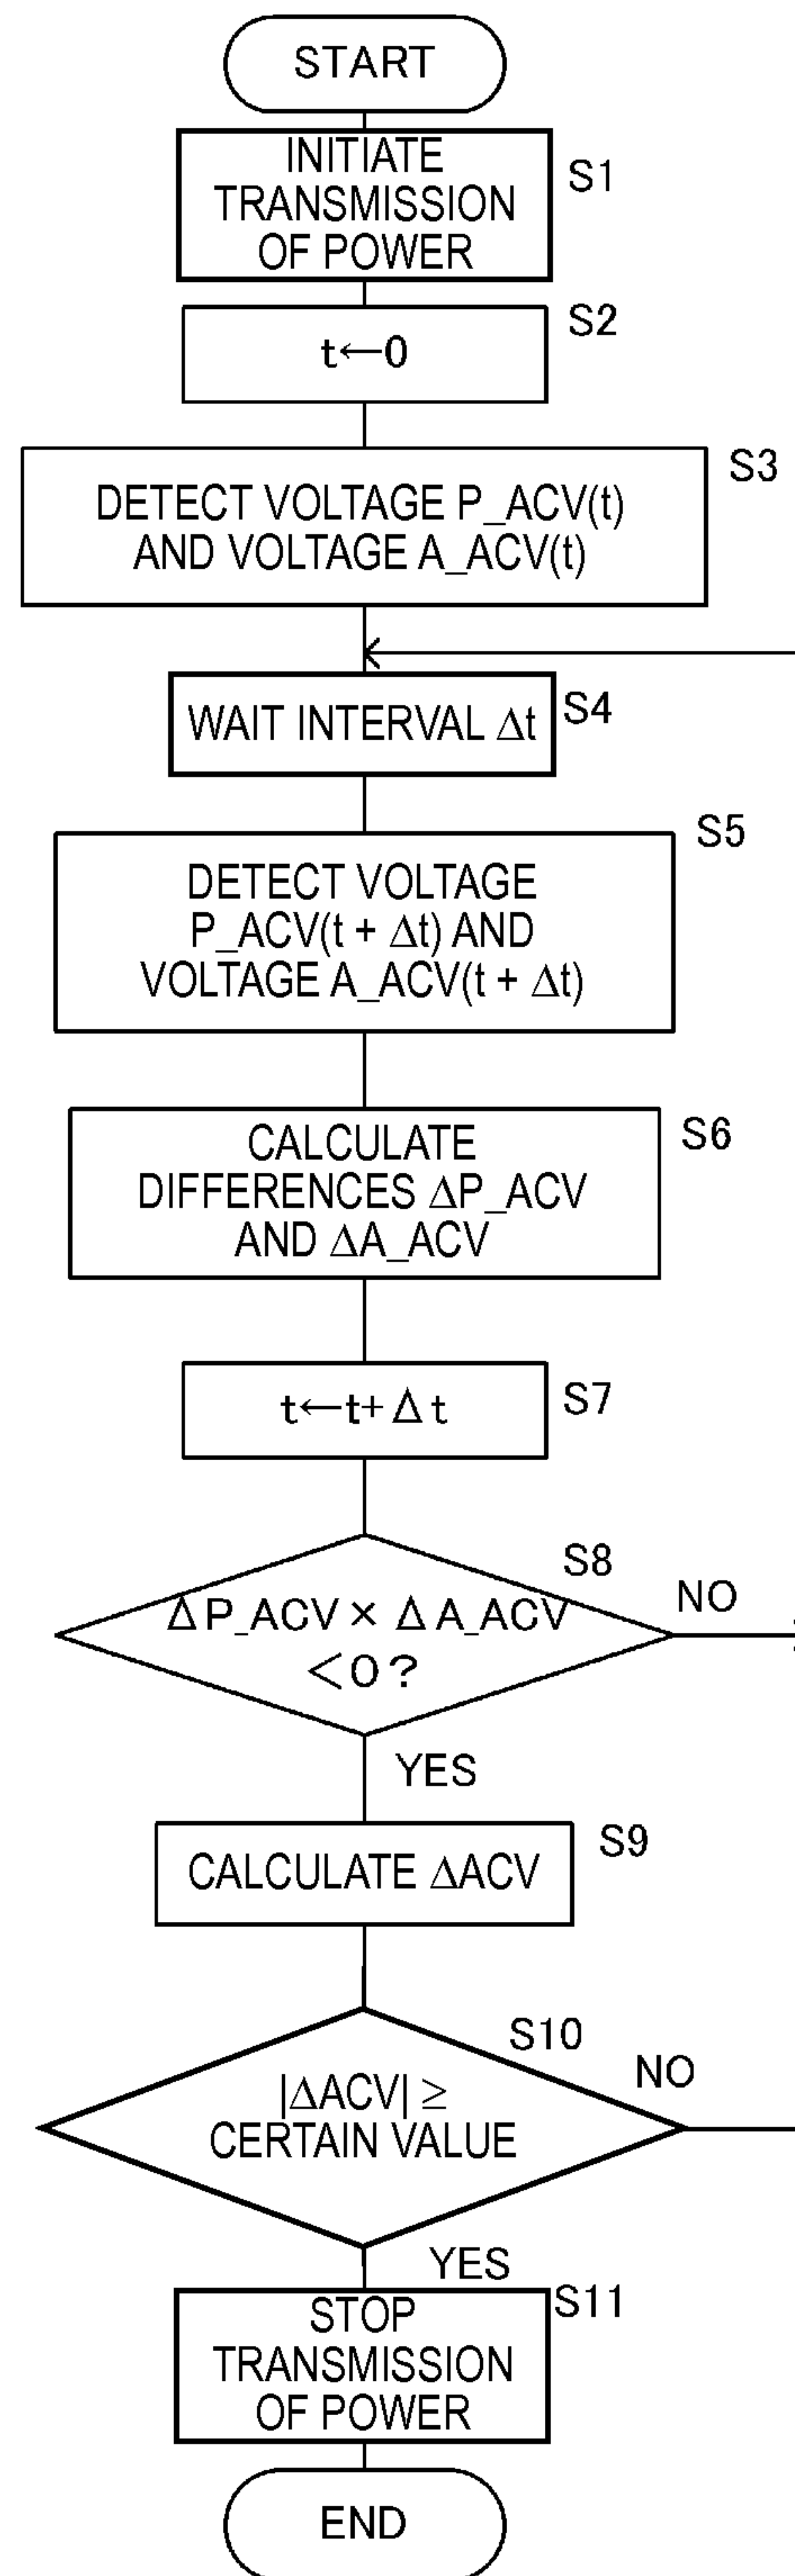 START
INITIATE
TRANSMISSION
OF POWER
S1
t←0
S2
DETECT VOLTAGE P_ACV(t)
AND VOLTAGE A_ACV(t)
S3
WAIT INTERVAL Δt
S4
DETECT VOLTAGE
P_ACV(t + Δt) AND
VOLTAGE A_ACV(t + Δt)
S5
CALCULATE
DIFFERENCES ΔP_ACV
AND ΔA_ACV
S6
t←t+Δt
S7
ΔP_ACV × ΔA_ACV
<0?
S8
NO
YES
CALCULATE ΔACV
S9
|ΔACV| ≥
CERTAIN VALUE
S10
NO
YES
STOP
TRANSMISSION
OF POWER
S11
END